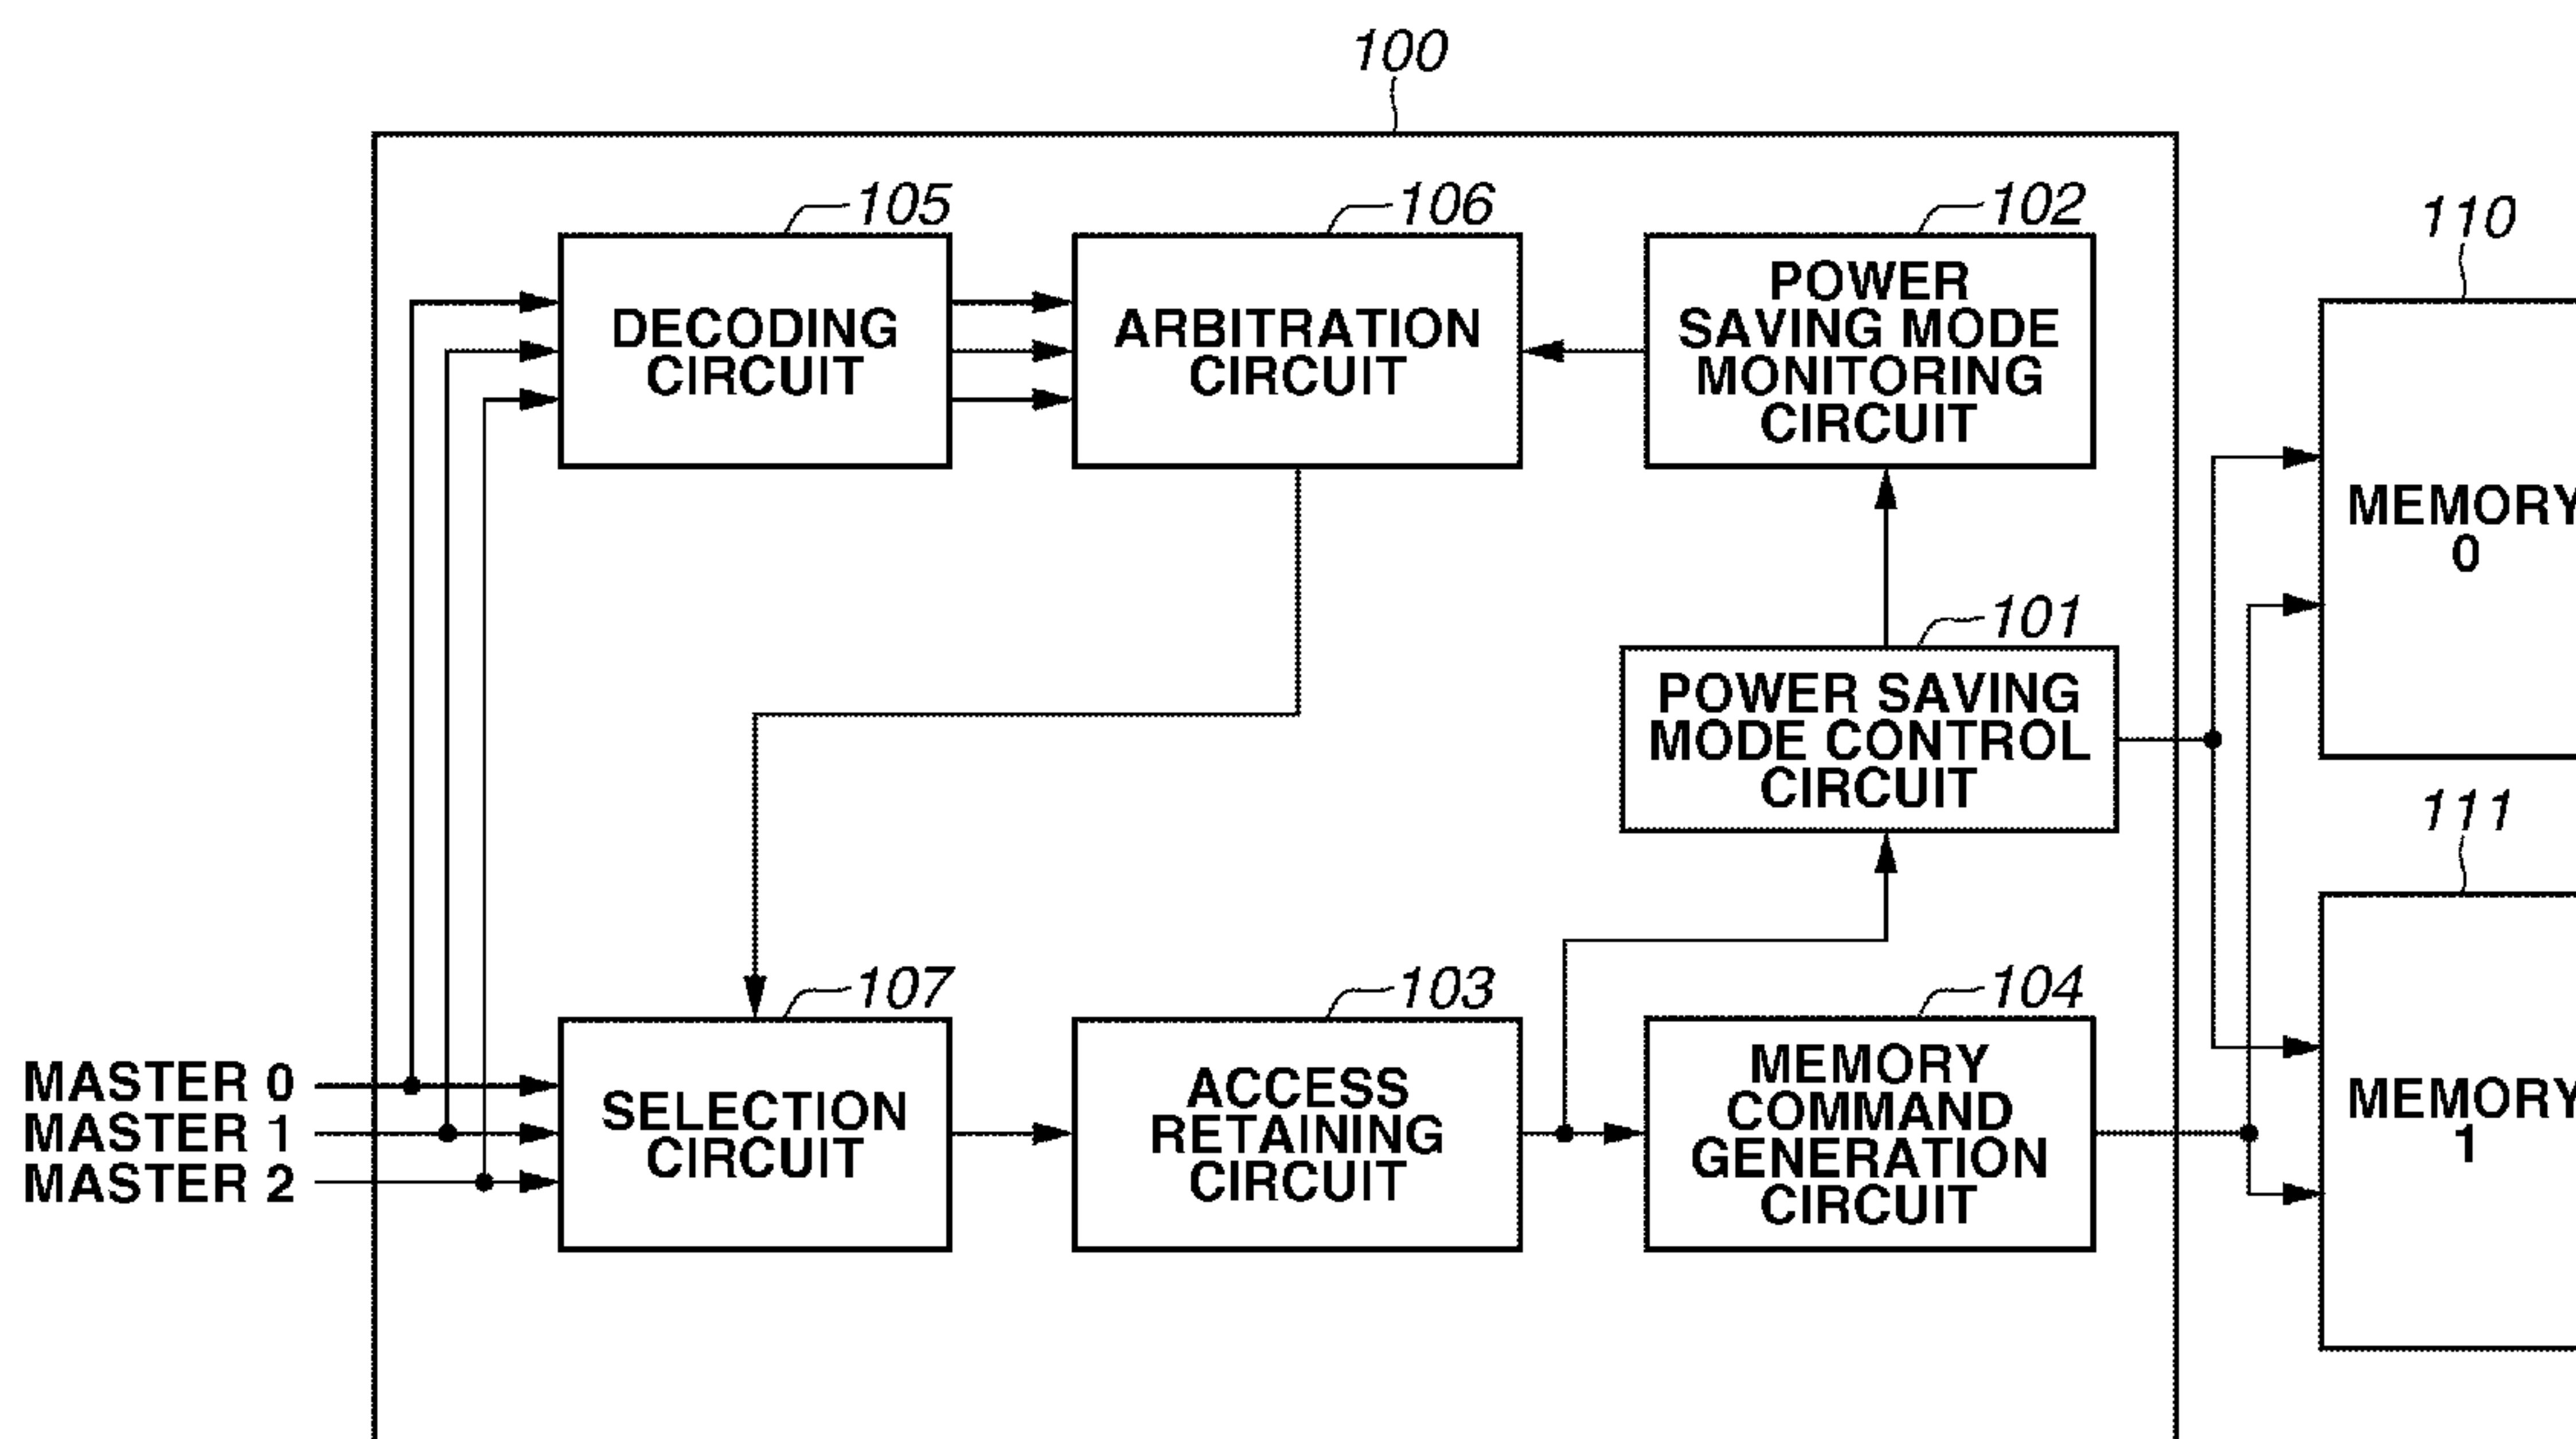 100
105
106
102
110
DECODING
CIRCUIT
ARBITRATION
CIRCUIT
POWER
SAVING MODE
MONITORING
CIRCUIT
MEMORY
0
101
POWER SAVING
MODE CONTROL
CIRCUIT
111
107
103
104
MASTER 0
MASTER 1
MASTER 2
SELECTION
CIRCUIT
ACCESS
RETAINING
CIRCUIT
MEMORY
COMMAND
GENERATION
CIRCUIT
MEMORY
1